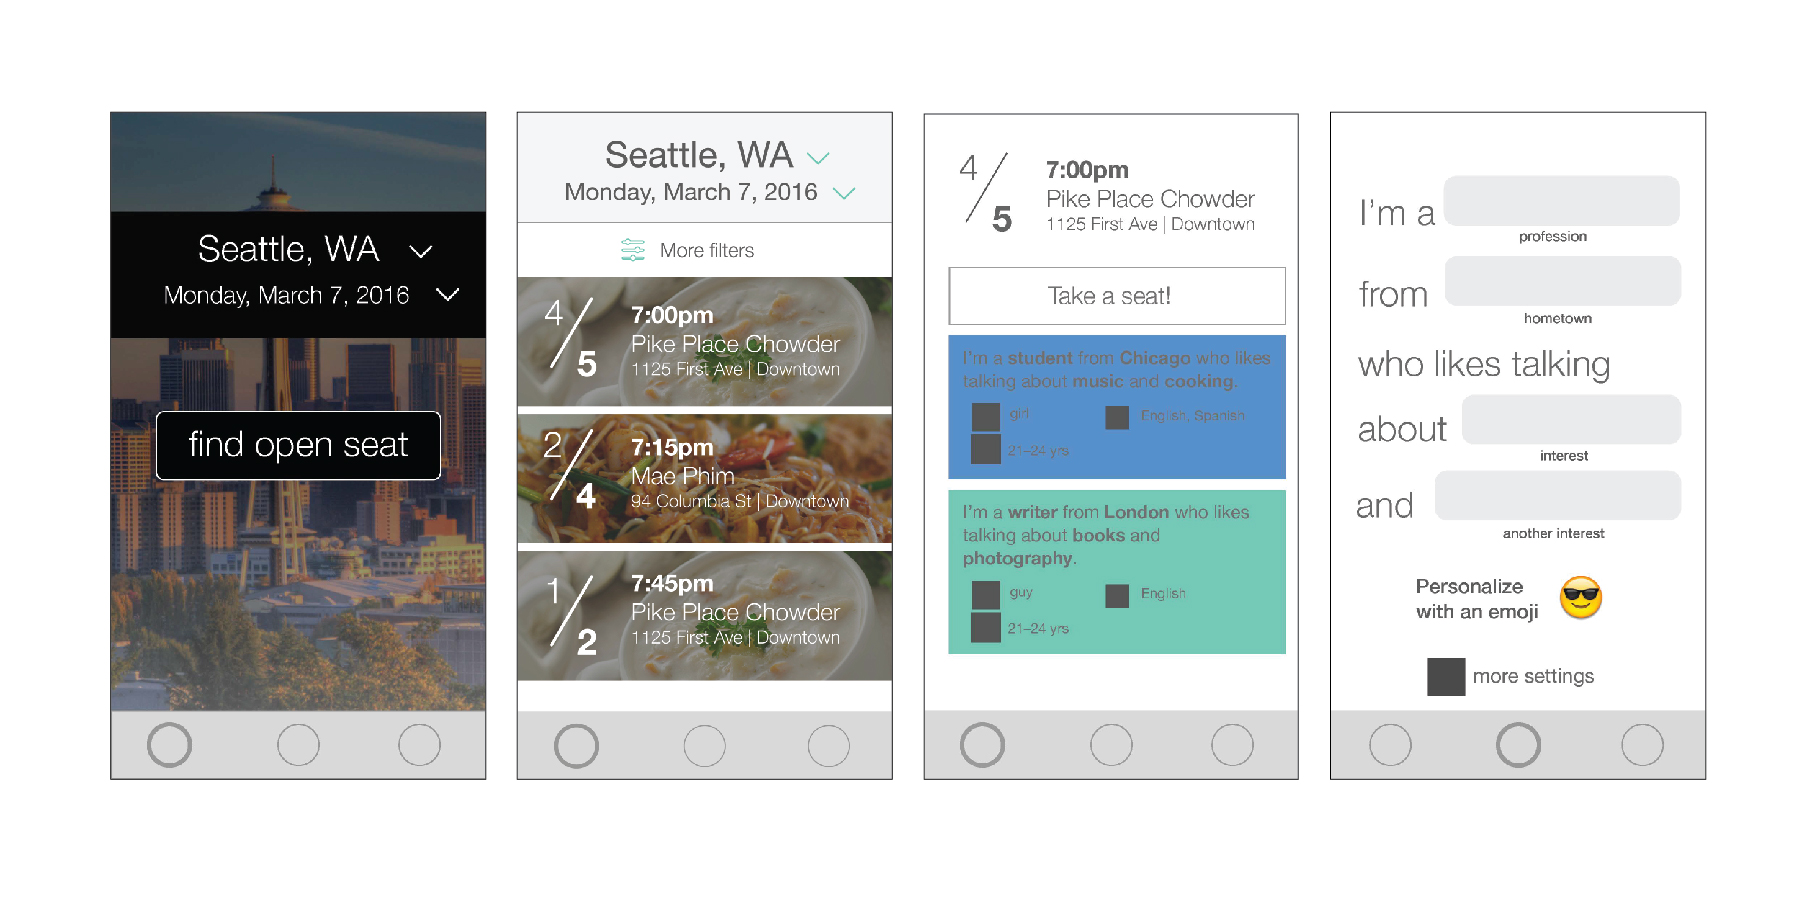 Seattle, WA
Monday, March 7, 2016
find open seat
Seattle, WA
Monday, March 7, 2016
More filters
4/5
7:00pm
Pike Place Chowder
1125 First Ave | Downtown
2/4
7:15pm
Mae Phim
94 Columbia St | Downtown
1/2
7:45pm
Pike Place Chowder
1125 First Ave | Downtown
4/5
7:00pm
Pike Place Chowder
1125 First Ave | Downtown
Take a seat!
I'm a student from Chicago who likes
talking about music and cooking.
girl
English, Spanish
21-24 yrs
I'm a writer from London who likes
talking about books and
photography.
guy
English
21-24 yrs
I'm a
profession
from
hometown
who likes talking
about
interest
and
another interest
Personalize
with an emoji
more settings